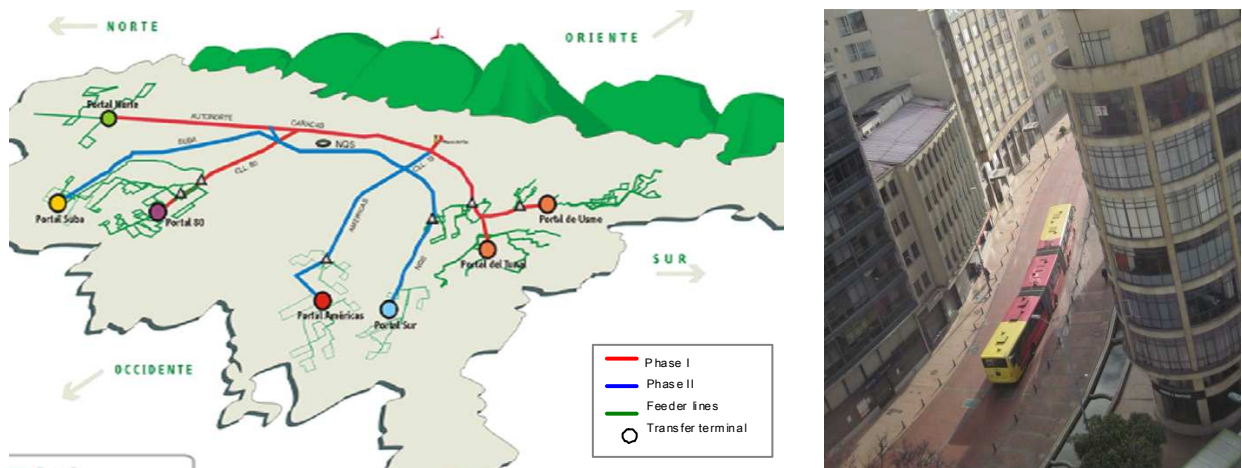 NORTE
ORIENTE
Portal Norte
AUTONORTE
CARACAS
SUBA
NQS
CLL 80
Portal Suba
Portal 80
AMERICAS
NQS
Portal de Usme
Portal del Tunal
SUR
Portal Américas
Portal Sur
OCCIDENTE
Phase I
Phase II
Feeder lines
Transfer terminal